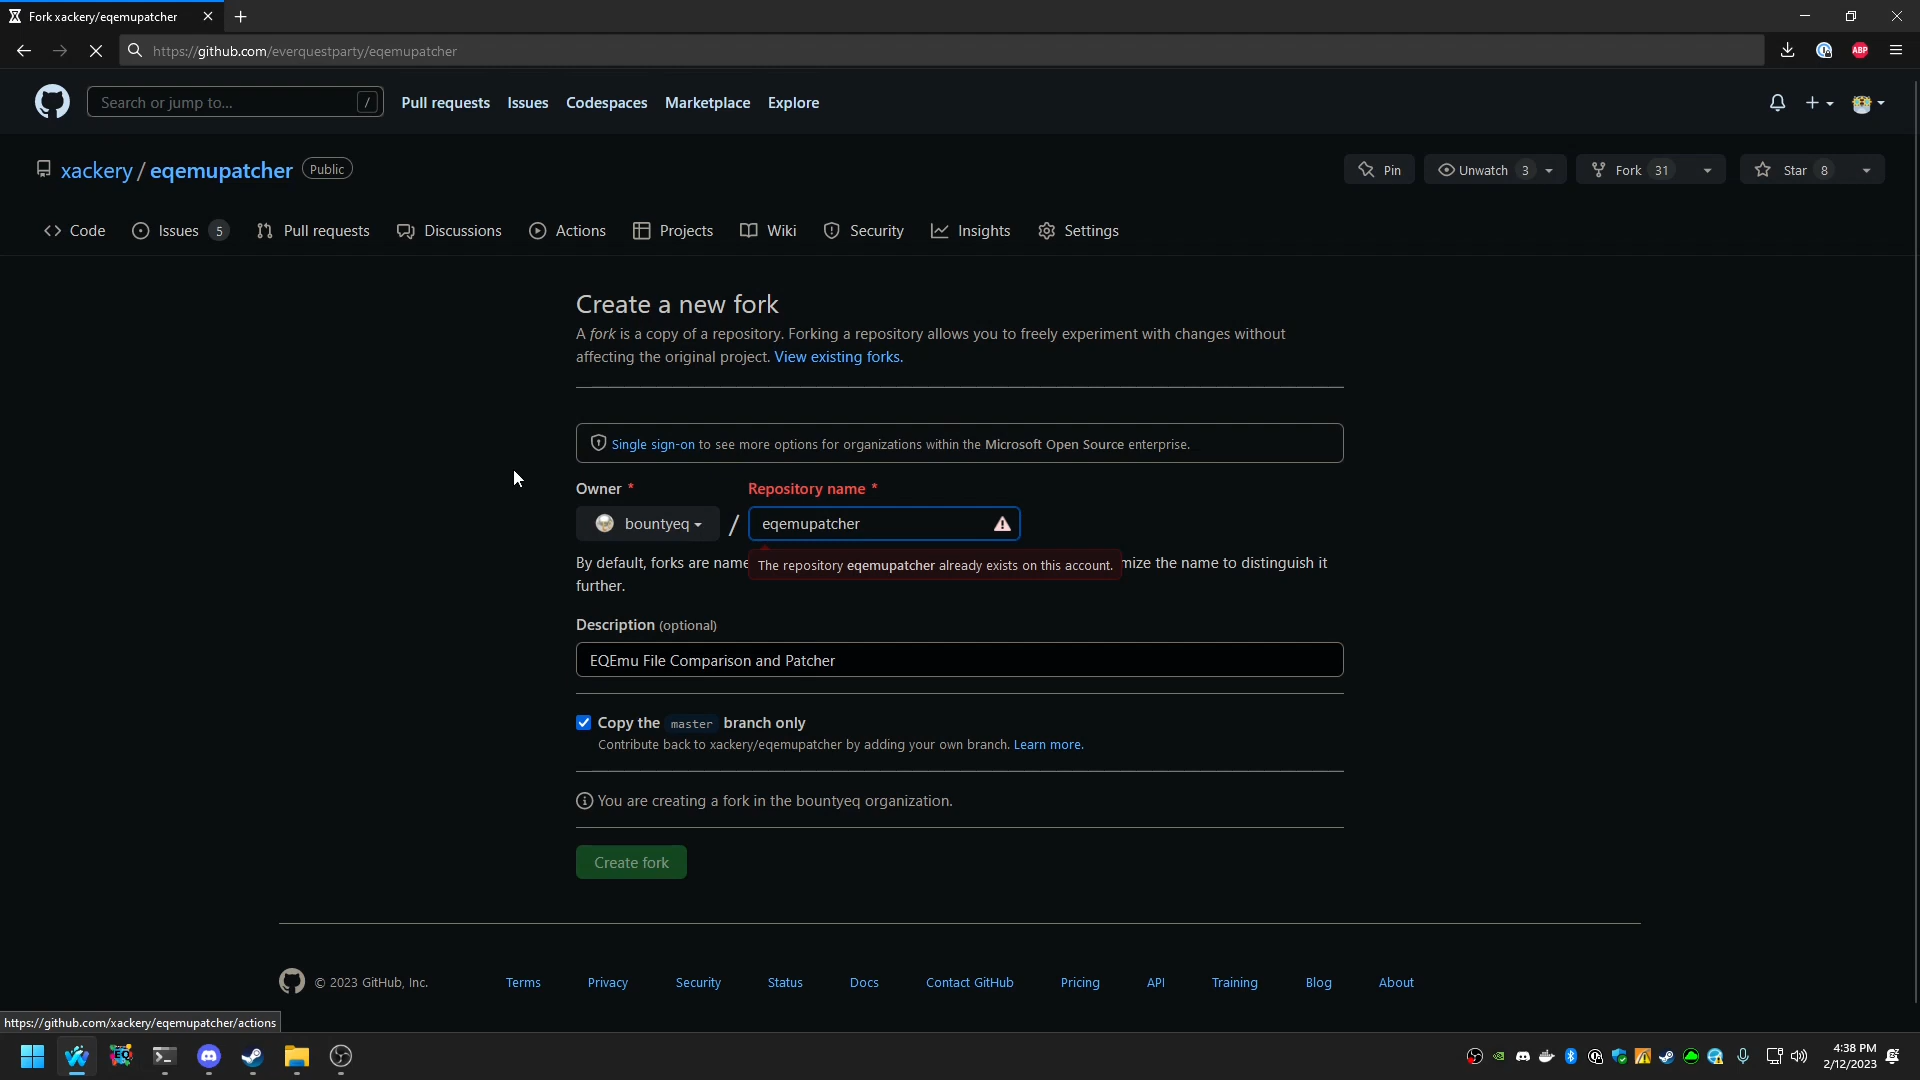 Fork xackery/eqemupatcher
https://github.com/everquestparty/eqemupatcher
ABP
Search or jump to... /
Pull requests Issues Codespaces Marketplace Explore
xackery / eqemupatcher Public
Pin Unwatch 3 Fork 31 Star 8
Code Issues 5 Pull requests Discussions Actions Projects Wiki Security Insights Settings
Create a new fork
A fork is a copy of a repository. Forking a repository allows you to freely experiment with changes without
affecting the original project. View existing forks.
Single sign-on to see more options for organizations within the Microsoft Open Source enterprise.
Owner * Repository name *
bountyeq / eqemupatcher
By default, forks are name
The repository eqemupatcher already exists on this account.
mize the name to distinguish it
further.
Description (optional)
EQEmu File Comparison and Patcher
Copy the master branch only
Contribute back to xackery/eqemupatcher by adding your own branch. Learn more.
You are creating a fork in the bountyeq organization.
Create fork
© 2023 GitHub, Inc. Terms Privacy Security Status Docs Contact GitHub Pricing API Training Blog About
https://github.com/xackery/eqemupatcher/actions
EQ
4:38 PM
2/12/2023